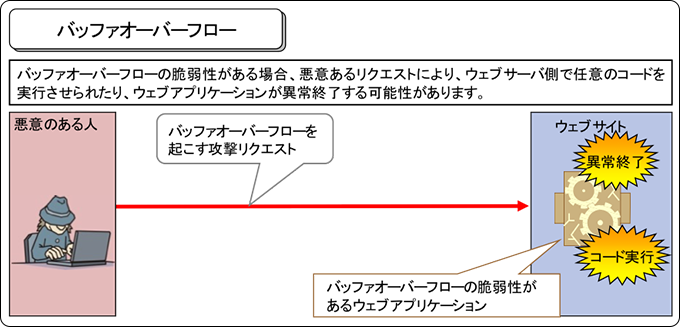 バッファオーバーフロー
バッファオーバーフローの脆弱性がある場合、悪意あるリクエストにより、ウェブサーバ側で任意のコードを
実行させられたり、ウェブアプリケーションが異常終了する可能性があります。
悪意のある人
バッファオーバーフローを
起こす攻撃リクエスト
ウェブサイト
異常終了
コード実行
バッファオーバーフローの脆弱性が
あるウェブアプリケーション